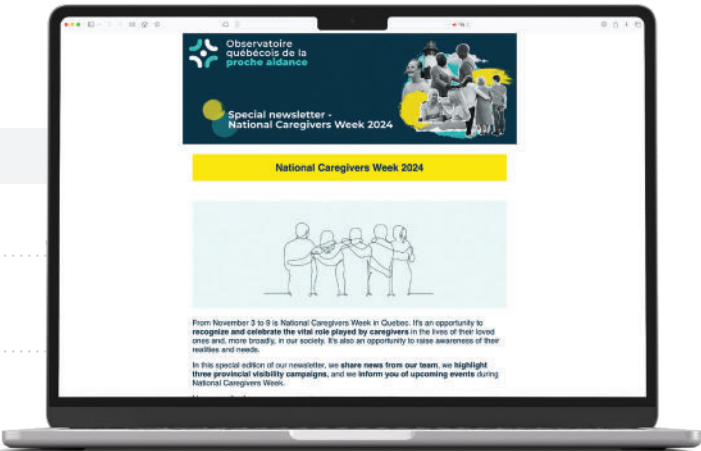 Observatoire
québécois de la
proche aidance
Special newsletter -
National Caregivers Week 2024
National Caregivers Week 2024
From November 3 to 9 is National Caregivers Week in Quebec. It's an opportunity to
recognize and celebrate the vital role played by caregivers in the lives of their loved
ones and, more broadly, in our society. It's also an opportunity to raise awareness of their
realities and needs.
In this special edition of our newsletter, we share news from our team, we highlight
three provincial visibility campaigns, and we inform you of upcoming events during
National Caregivers Week.